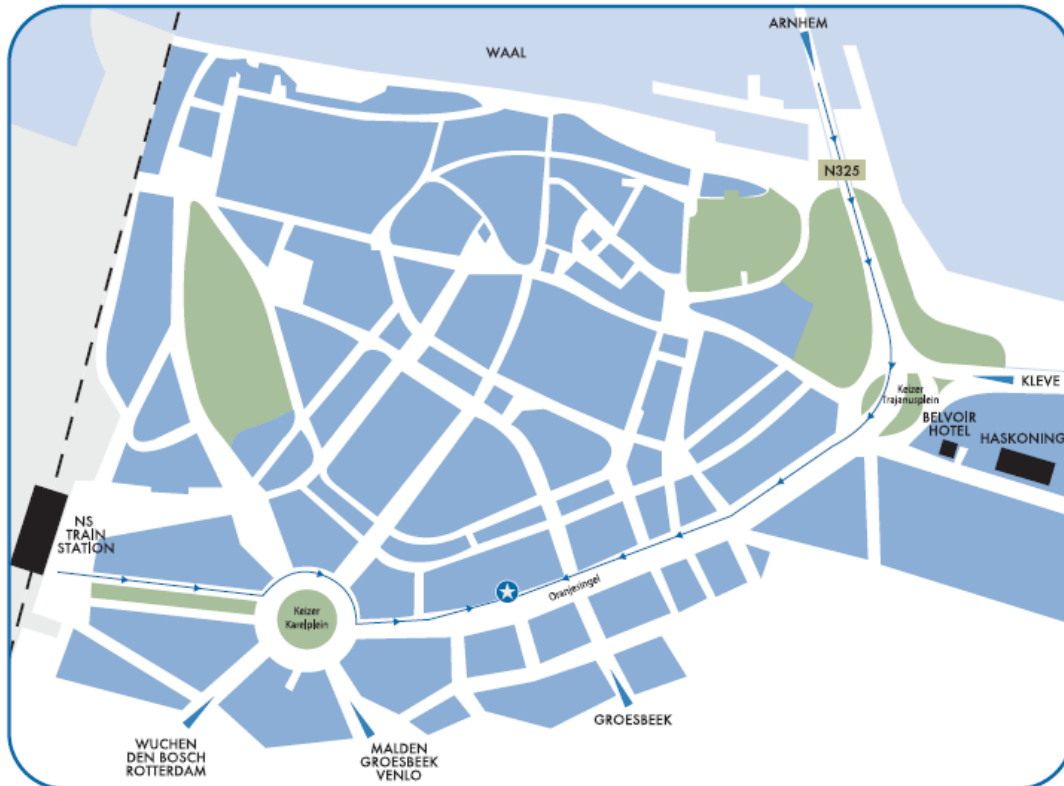 ARNHEM
WAAL
N325
KLEVE
Keizer
Trajanusplein
BELVOIR
HOTEL
HASKONING
NS
TRAIN
STATION
Oranjesingel
Keizer
Karelplein
GROESBEEK
WUCHEN
DEN BOSCH
ROTTERDAM
MALDEN
GROESBEEK
VENLO